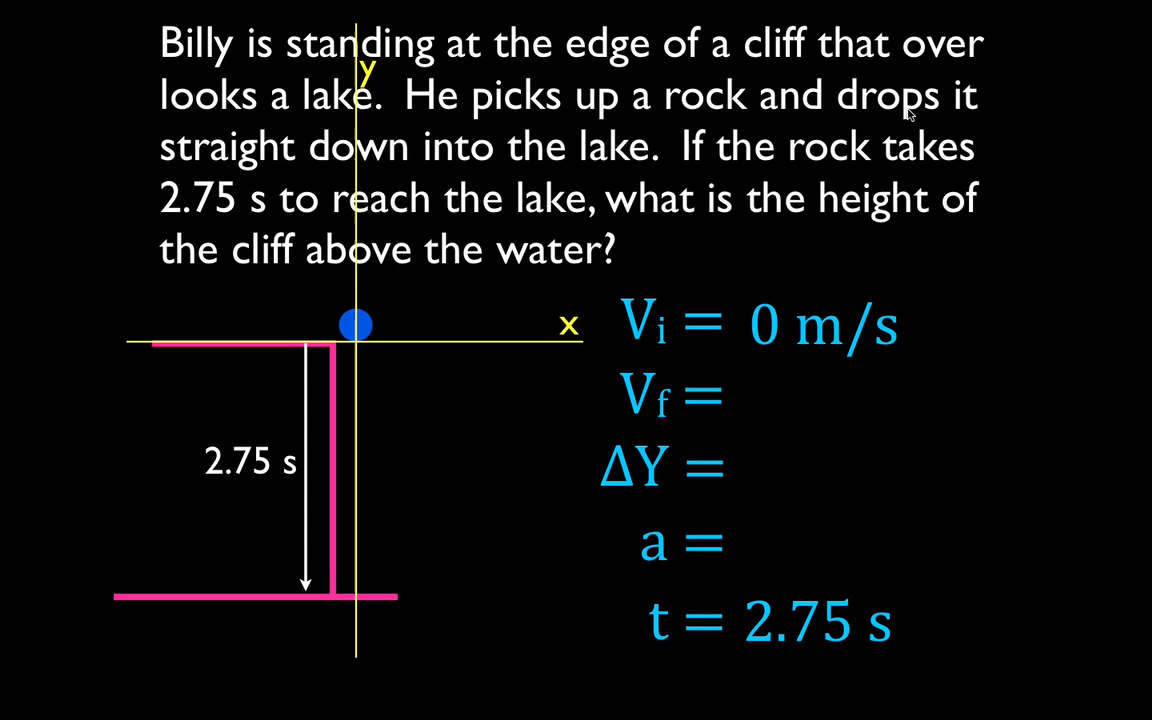 Billy is standing at the edge of a cliff that over
y
looks a lake. He picks up a rock and drops it
straight down into the lake. If the rock takes
2.75 s to reach the lake, what is the height of
the cliff above the water?
x
Vi = 0 m/s
Vf =
2.75 s
ΔY =
a =
t = 2.75 s